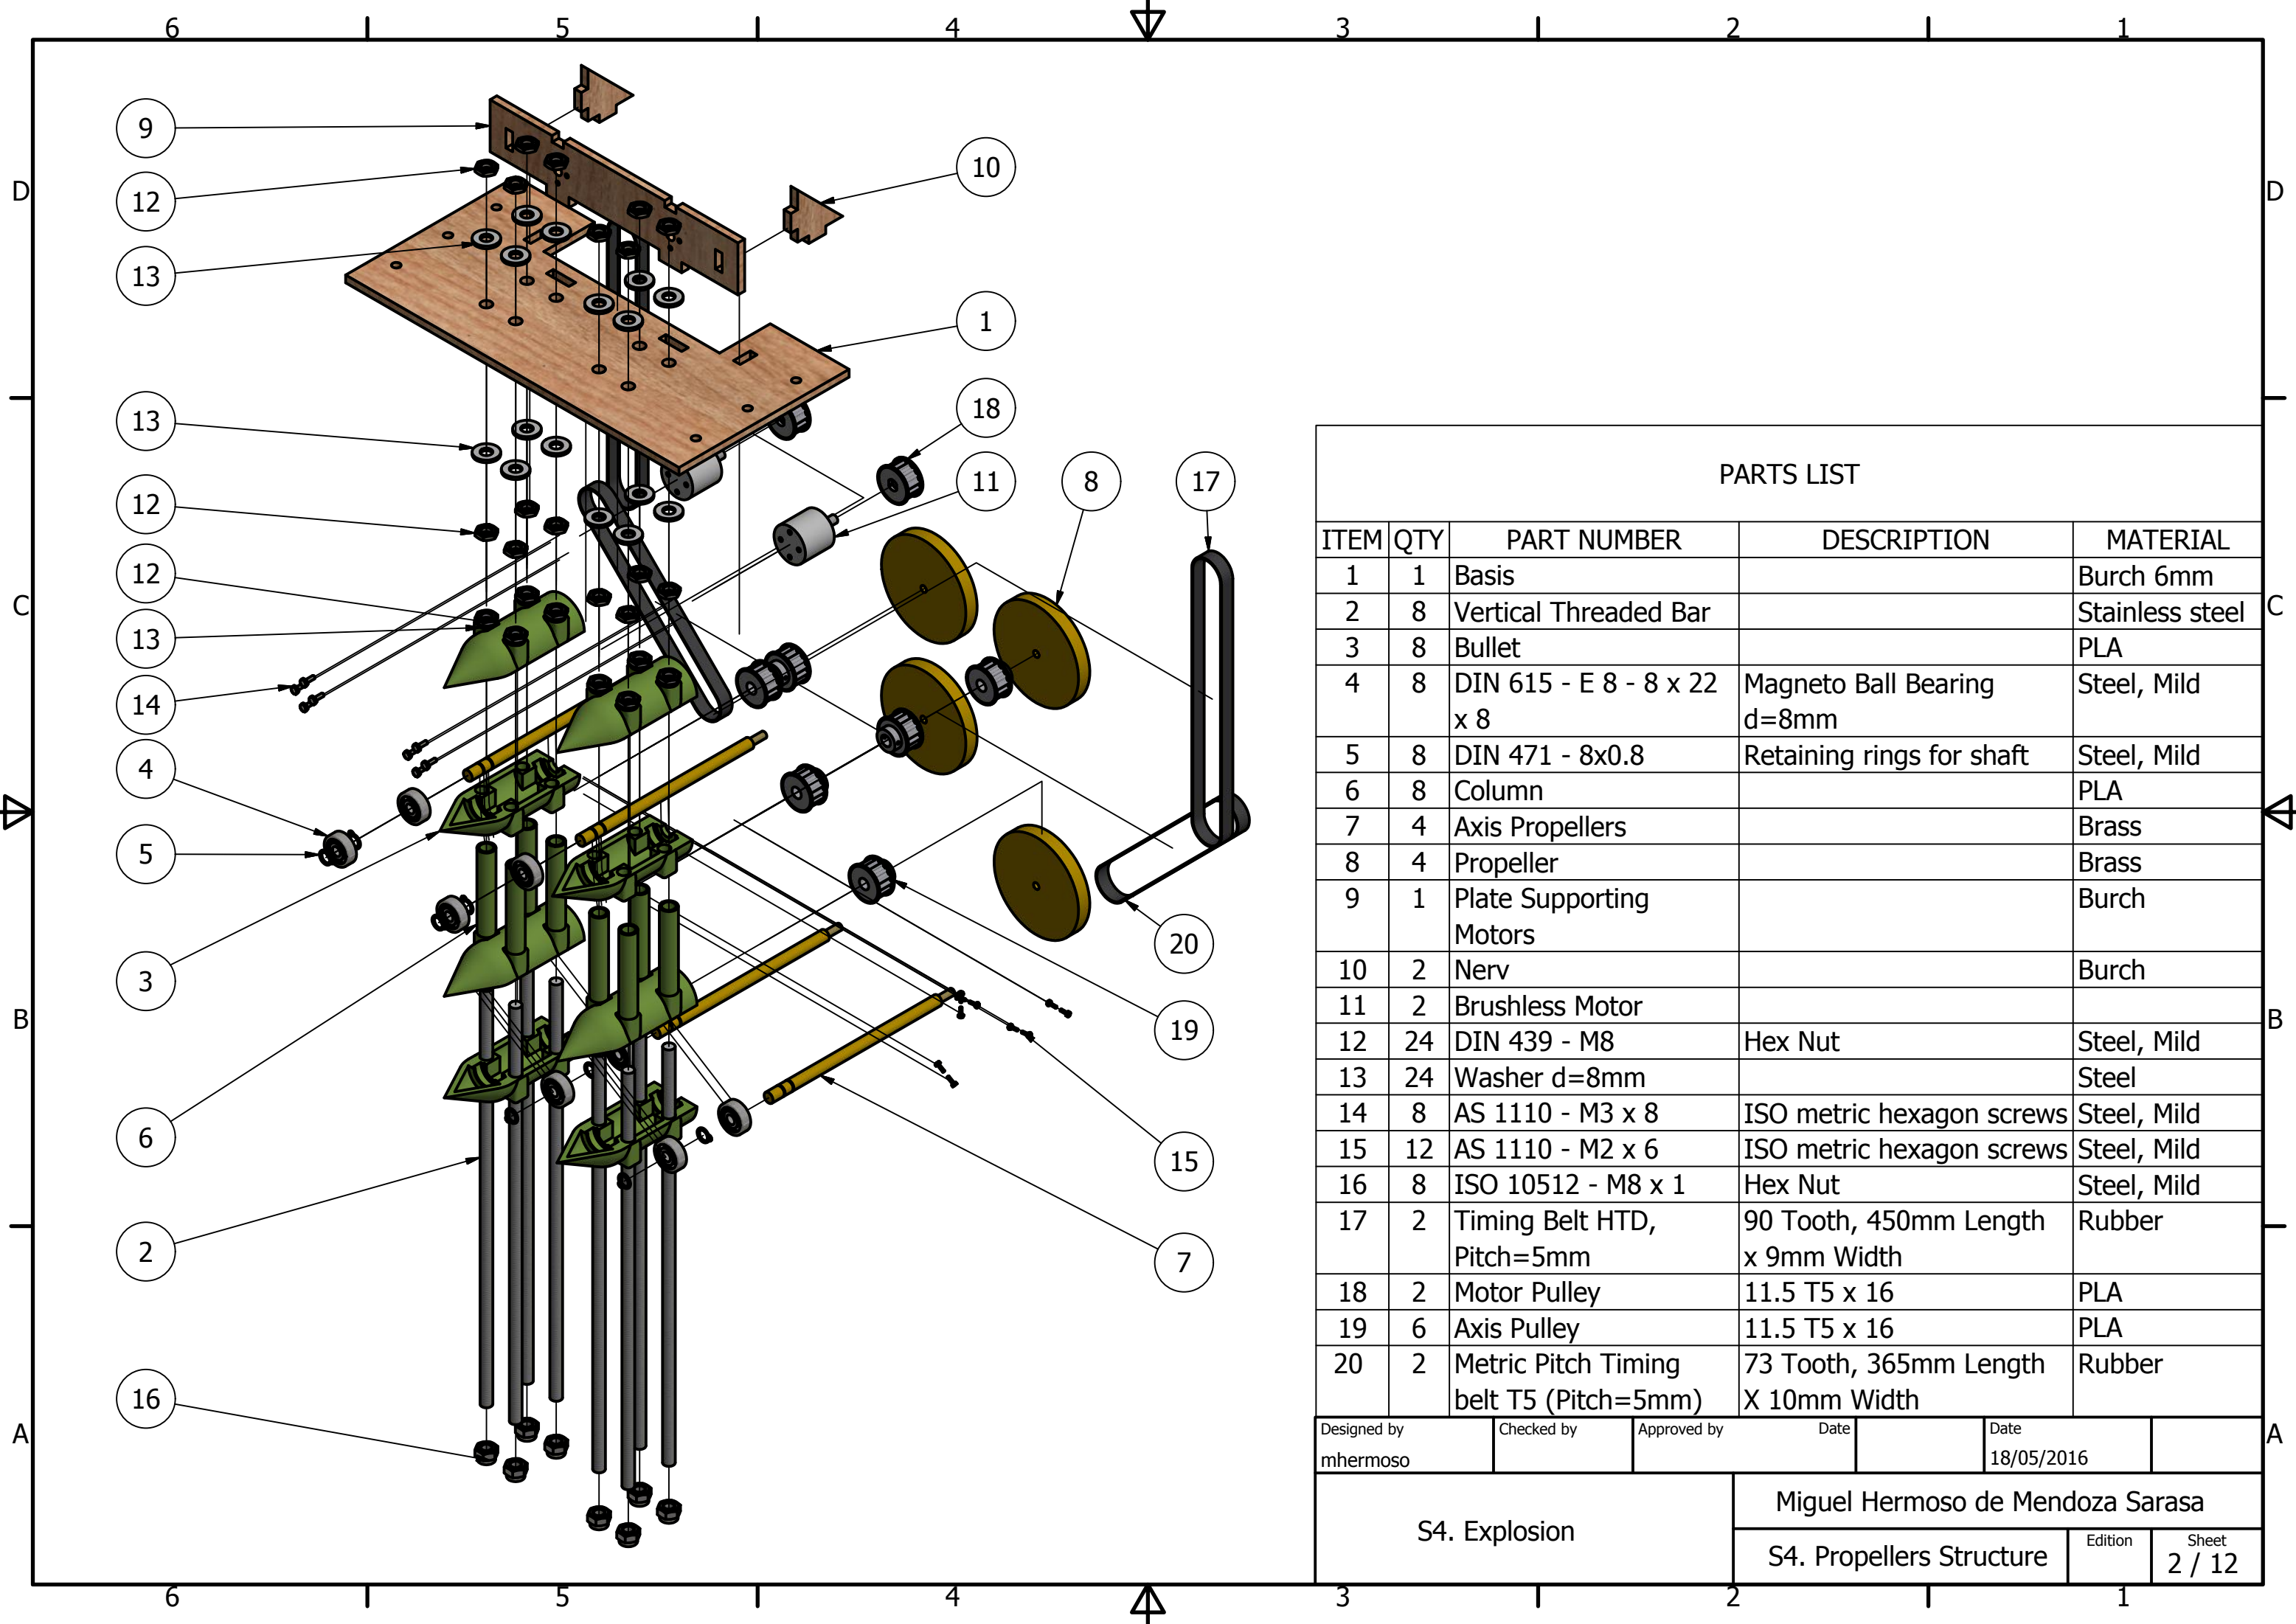 6 5 4 3 2 1
D D
C C
B B
A A
9
12
13
10
1
13
18
12
11
8
17
12
13
14
4
5
3
20
19
6
15
2
7
16
PARTS LIST
ITEM QTY PART NUMBER DESCRIPTION MATERIAL
1 1 Basis Burch 6mm
2 8 Vertical Threaded Bar Stainless steel
3 8 Bullet PLA
4 8 DIN 615 - E 8 - 8 x 22 Magneto Ball Bearing Steel, Mild
x 8 d=8mm
5 8 DIN 471 - 8x0.8 Retaining rings for shaft Steel, Mild
6 8 Column PLA
7 4 Axis Propellers Brass
8 4 Propeller Brass
9 1 Plate Supporting Burch
Motors
10 2 Nerv Burch
11 2 Brushless Motor
12 24 DIN 439 - M8 Hex Nut Steel, Mild
13 24 Washer d=8mm Steel
14 8 AS 1110 - M3 x 8 ISO metric hexagon screws Steel, Mild
15 12 AS 1110 - M2 x 6 ISO metric hexagon screws Steel, Mild
16 8 ISO 10512 - M8 x 1 Hex Nut Steel, Mild
17 2 Timing Belt HTD, 90 Tooth, 450mm Length Rubber
Pitch=5mm x 9mm Width
18 2 Motor Pulley 11.5 T5 x 16 PLA
19 6 Axis Pulley 11.5 T5 x 16 PLA
20 2 Metric Pitch Timing 73 Tooth, 365mm Length Rubber
belt T5 (Pitch=5mm) X 10mm Width
Designed by Checked by Approved by Date Date
mhermoso 18/05/2016
S4. Explosion
Miguel Hermoso de Mendoza Sarasa
S4. Propellers Structure
Edition
Sheet
2 / 12
6 5 4 3 2 1